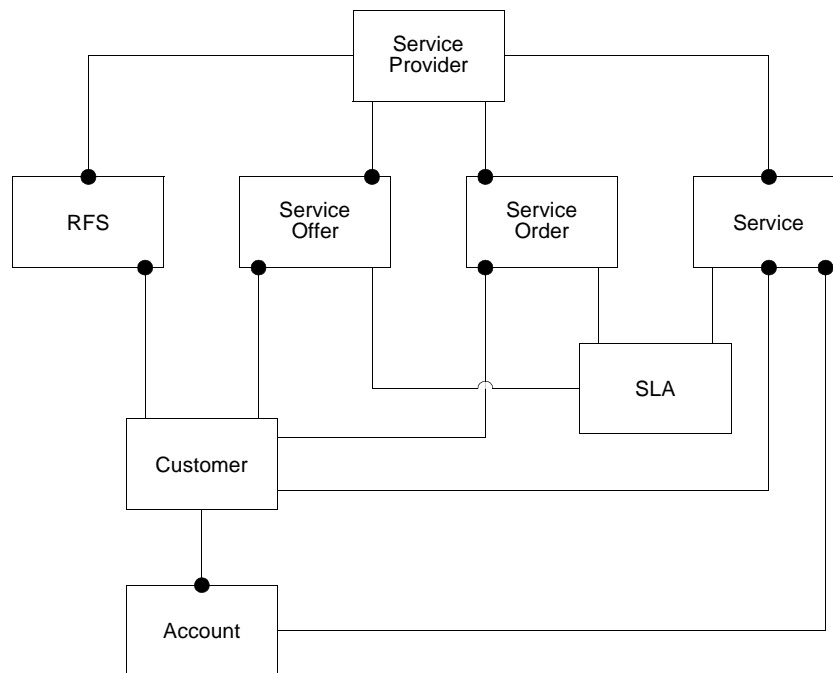 Service
Provider
RFS
Service
Offer
Service
Order
Service
SLA
Customer
Account